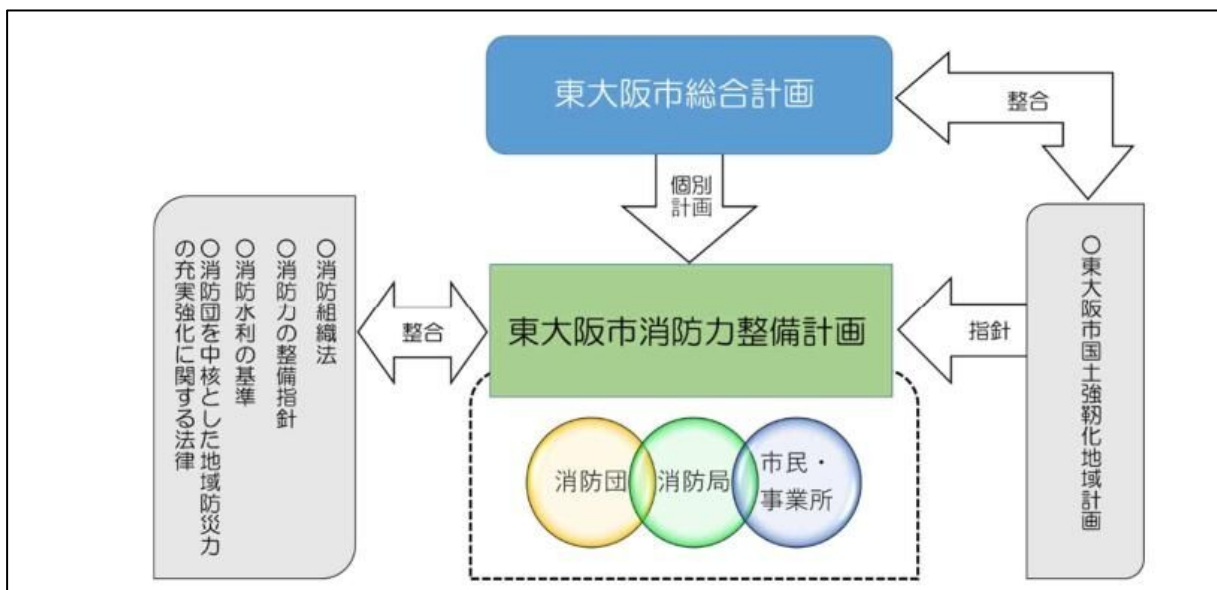 東大阪市総合計画
整合
個別
計画
○消防組織法
○消防力の整備指針
○消防水利の基準
○消防団を中核とした地域防災力
の充実強化に関する法律
整合
東大阪市消防力整備計画
指針
○東大阪市国土強靭化地域計画
消防団
消防局
市民・
事業所